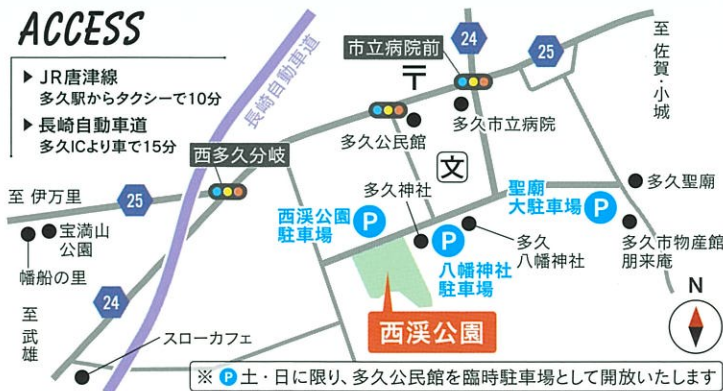 ACCESS
▶ JR唐津線
多久駅からタクシーで10分
▶ 長崎自動車道
多久ICより車で15分
長崎自動車道
市立病院前
24
25
至 佐賀・小城
〒
多久公民館
多久市立病院
西多久分岐
文
至 伊万里
25
宝満山
公園
幡船の里
多久神社
西渓公園
駐車場
P
聖廟
大駐車場
P
多久聖廟
P
八幡神社
駐車場
多久
八幡神社
多久市物産館
朋来庵
24
至 武雄
西渓公園
N
スローカフェ
※ P 土・日に限り、多久公民館を臨時駐車場として開放いたします